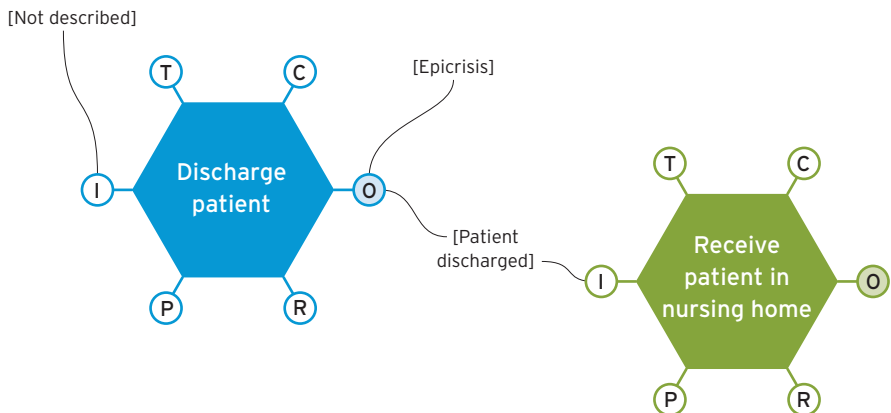 [Not described]
T
C
[Epicrisis]
I
Discharge
patient
O
P
R
[Patient
discharged]
T
C
I
Receive
patient in
nursing home
O
P
R